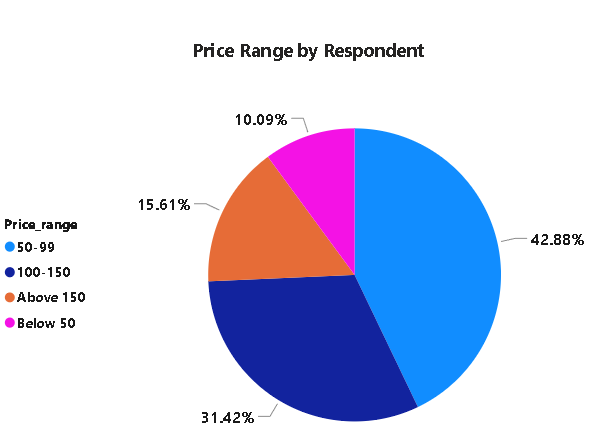 Price Range by Respondent
10.09%
15.61%
42.88%
31.42%
Price_range
50-99
100-150
Above 150
Below 50